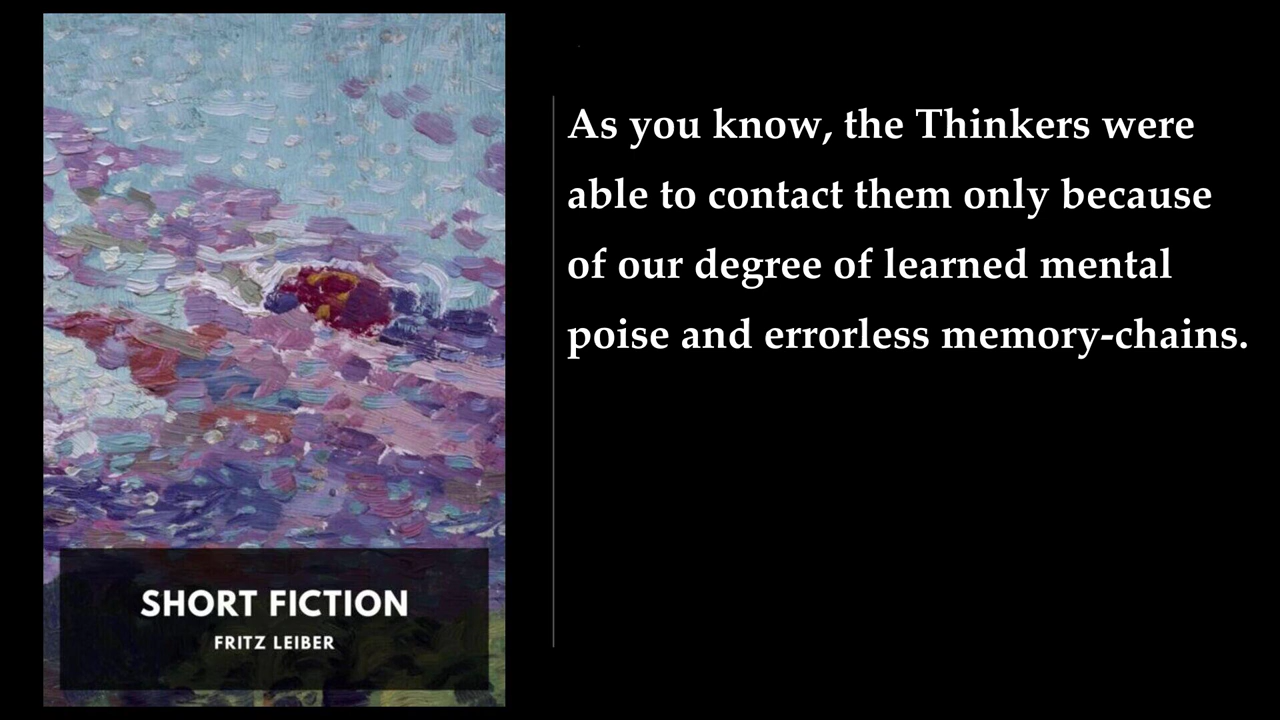 As you know, the Thinkers were
able to contact them only because
of our degree of learned mental
poise and errorless memory-chains.
SHORT FICTION
FRITZ LEIBER